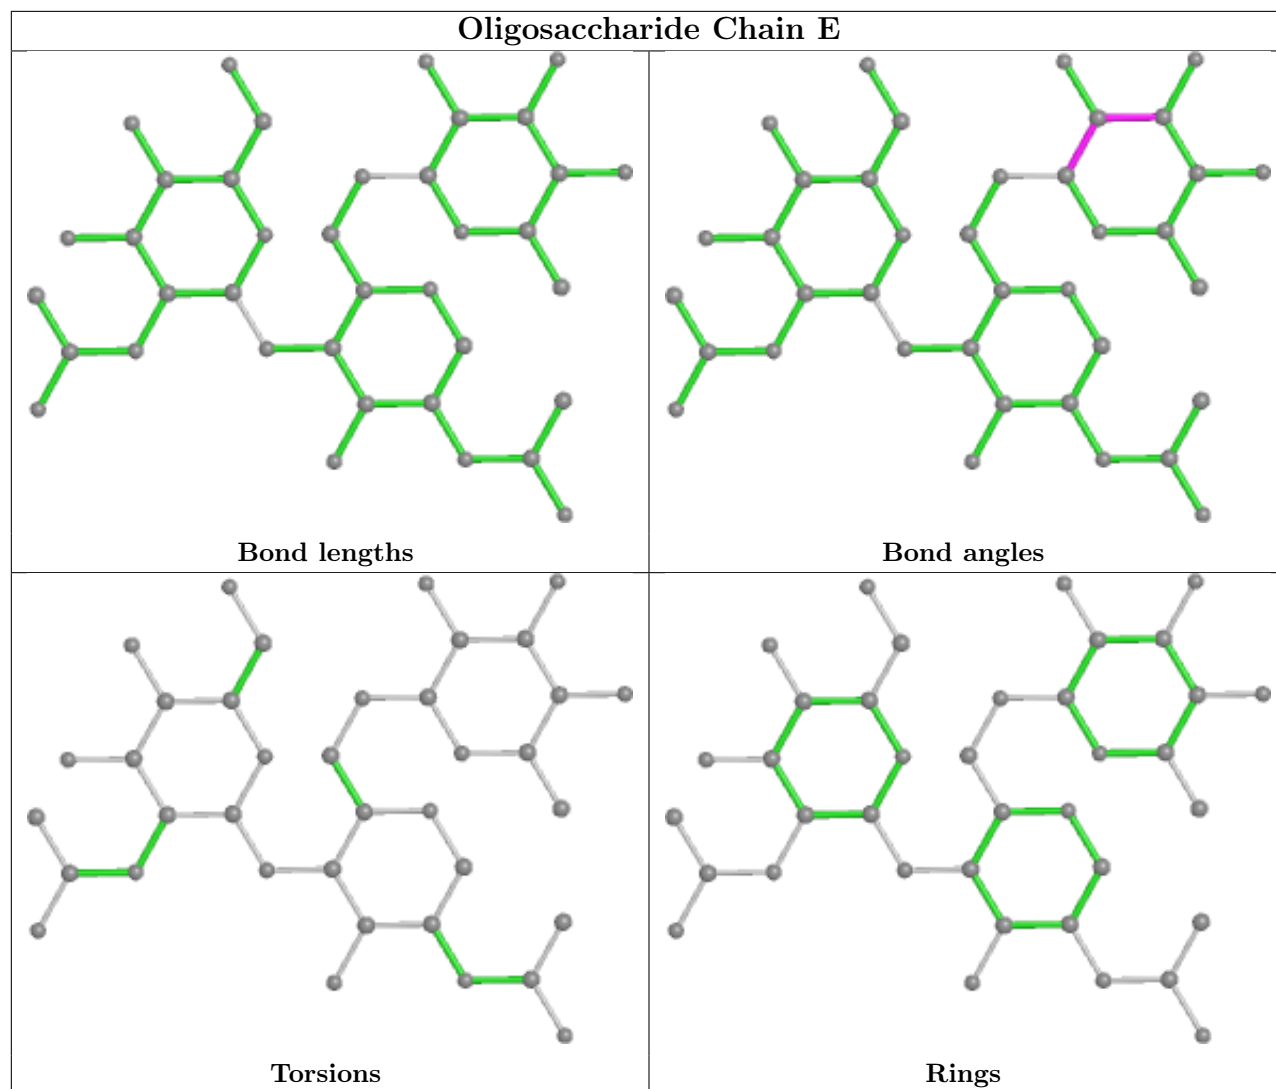 Oligosaccharide Chain E
Bond lengths
Bond angles
Torsions
Rings